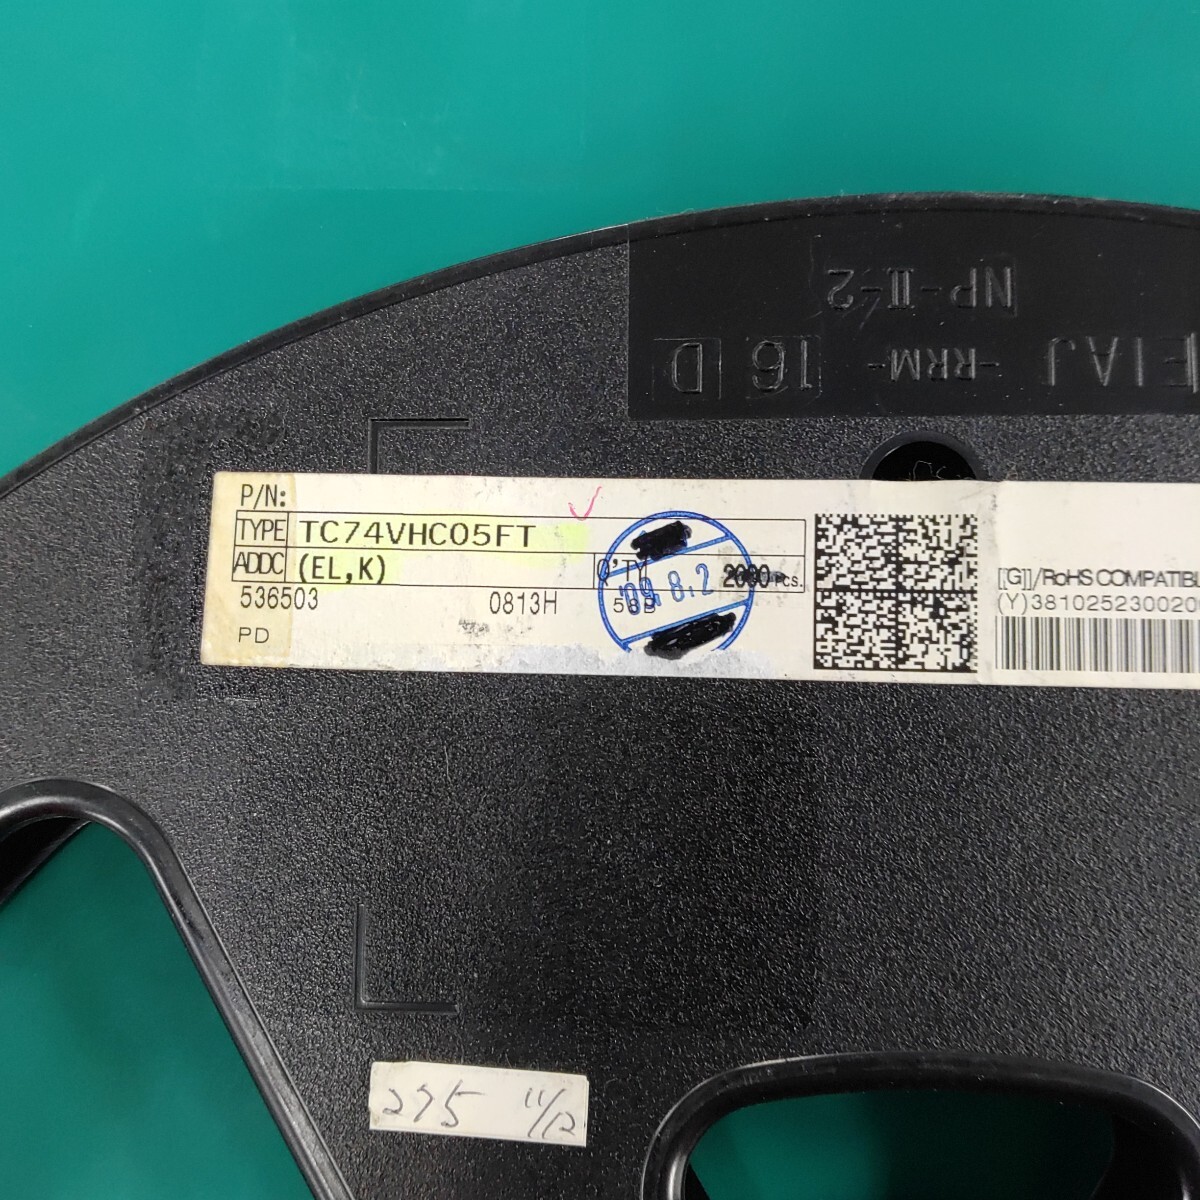 NP-Ⅱ-2
EIAJ -RRM- 16 D
P/N:
TYPE TC74VHC05FT
ADDC (EL,K) Q'TY 2000 PCS.
536503 0813H 58B
'09.8.2
PD
[[G]]/RoHS COMPATIBL
(Y)381025230020
275 11/12